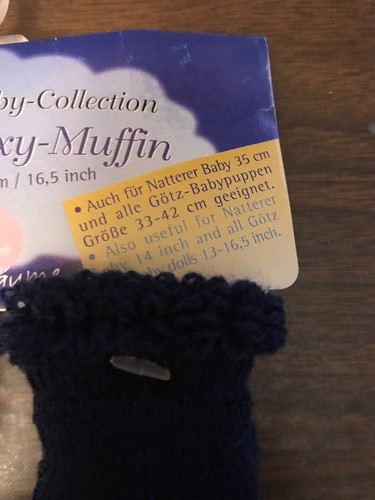 by-Collection
xy-Muffin
m / 16,5 inch
• Auch für Natterer Baby 35 cm
und alle Götz-Babypuppen
Größe 33-42 cm geeignet.
• Also useful for Natterer
14 inch and all Götz
dolls 13-16,5 inch.
äume